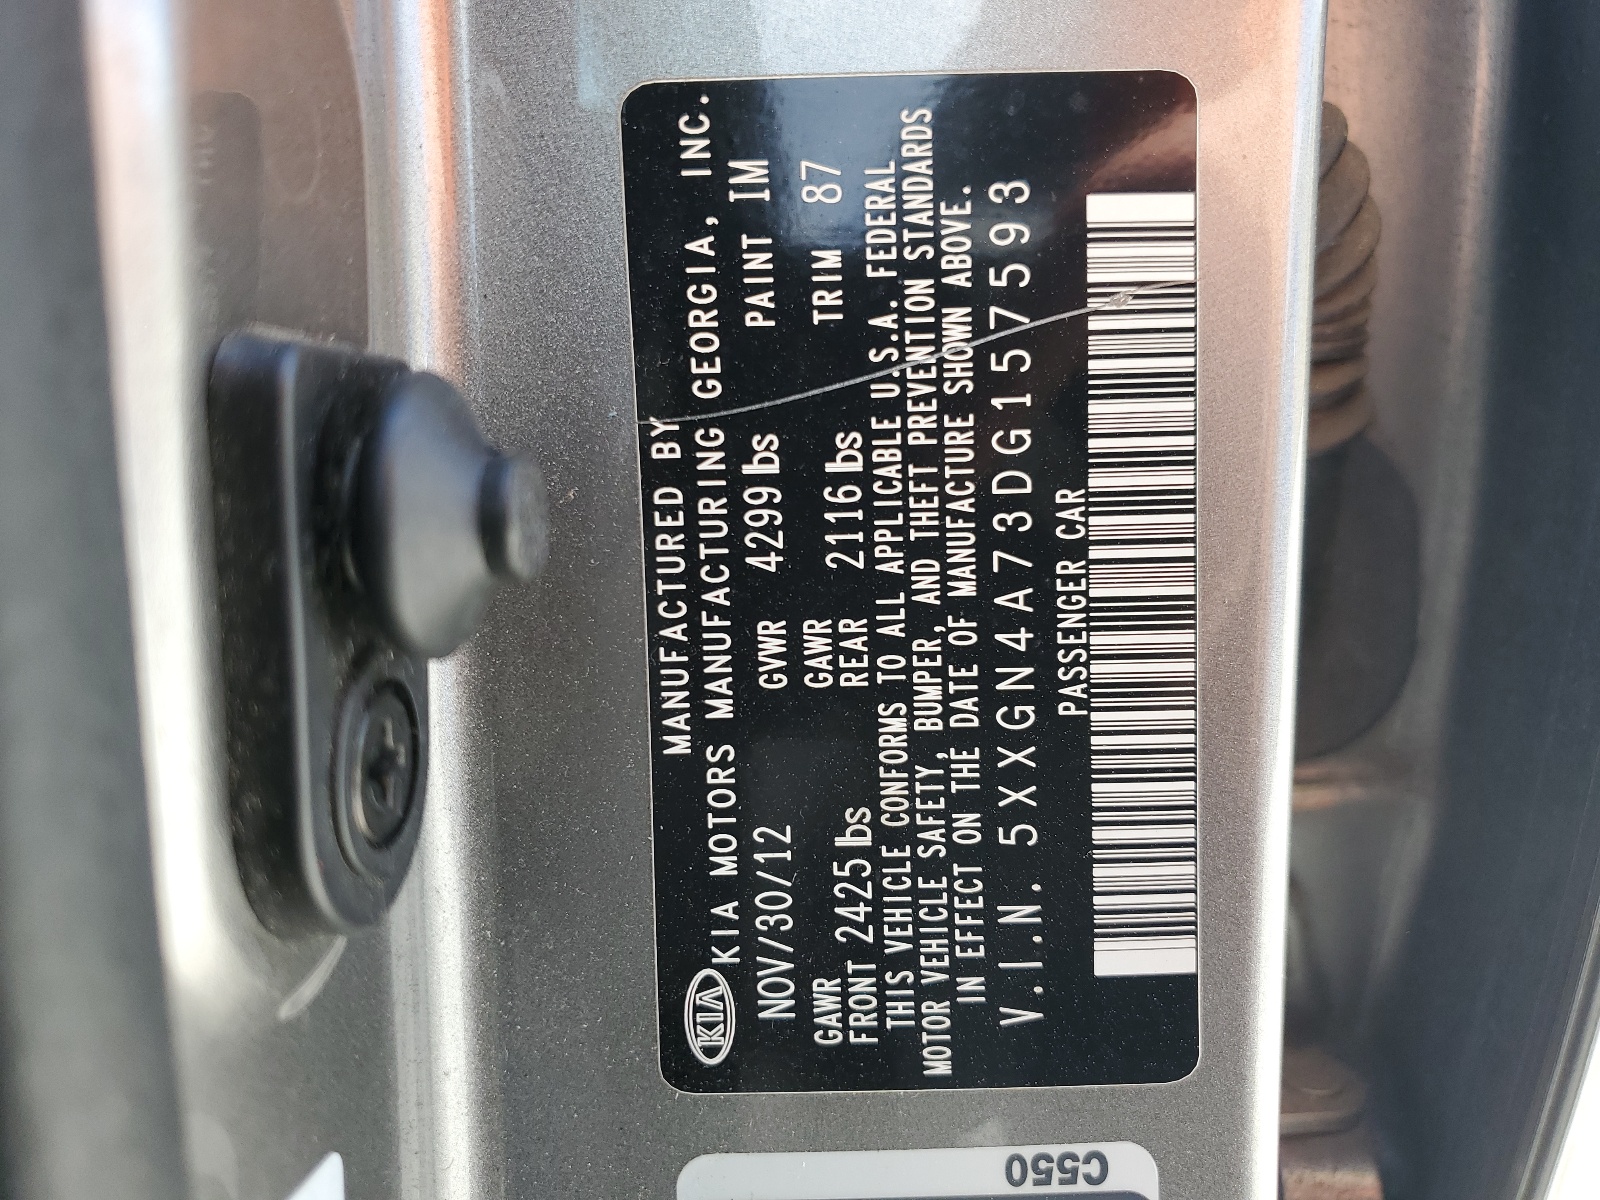 MANUFACTURED BY
KIA KIA MOTORS MANUFACTURING GEORGIA, INC.
NOV/30/12 GVWR 4299 lbs PAINT IM
GAWR FRONT 2425 lbs GAWR REAR 2116 lbs TRIM 87
THIS VEHICLE CONFORMS TO ALL APPLICABLE U.S.A. FEDERAL
MOTOR VEHICLE SAFETY, BUMPER, AND THEFT PREVENTION STANDARDS
IN EFFECT ON THE DATE OF MANUFACTURE SHOWN ABOVE.
V.I.N. 5XXGN4A73DG157593
PASSENGER CAR
C550